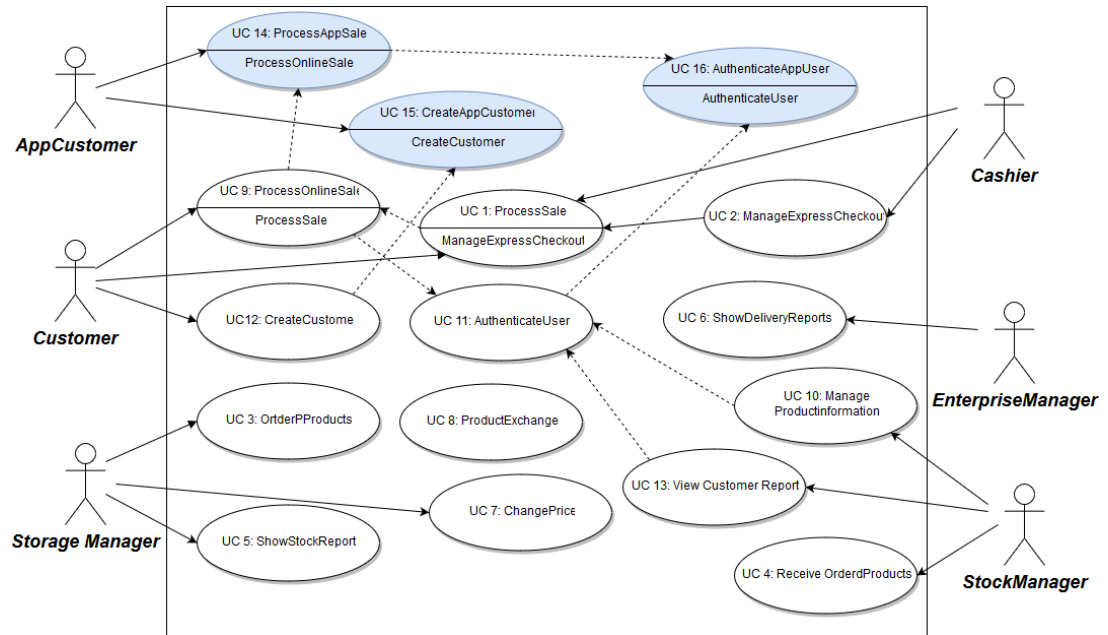 UC 14: ProcessAppSale
ProcessOnlineSale
UC 16: AuthenticateAppUser
AuthenticateUser
AppCustomer
UC 15: CreateAppCustomer
CreateCustomer
Cashier
UC 9: ProcessOnlineSale
ProcessSale
UC 1: ProcessSale
ManageExpressCheckout
UC 2: ManageExpressCheckout
Customer
UC12: CreateCustome
UC 11: AuthenticateUser
UC 6: ShowDeliveryReports
EnterpriseManager
UC 10: Manage
Productinformation
UC 3: OrtderPProducts
UC 8: ProductExchange
UC 13: View Customer Report
Storage Manager
UC 7: ChangePrice
UC 5: ShowStockReport
UC 4: Receive OrderdProducts
StockManager